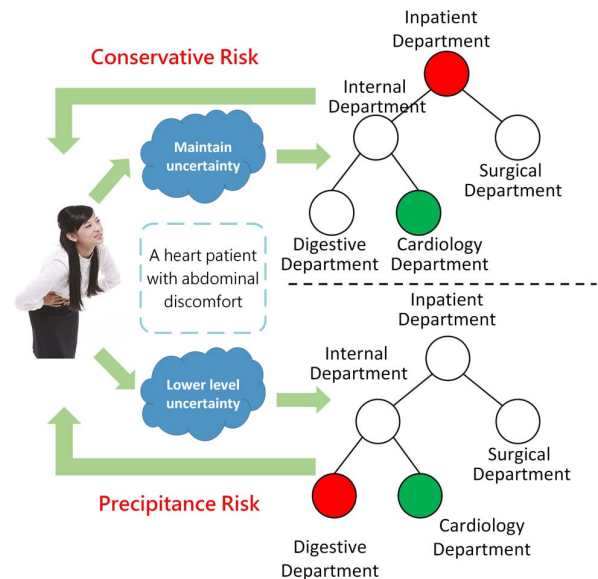 Inpatient
Department
Conservative Risk
Internal
Department
Maintain
uncertainty
Surgical
Department
Digestive
Department
Cardiology
Department
A heart patient
with abdominal
discomfort
Inpatient
Department
Internal
Department
Lower level
uncertainty
Surgical
Department
Precipitance Risk
Digestive
Department
Cardiology
Department